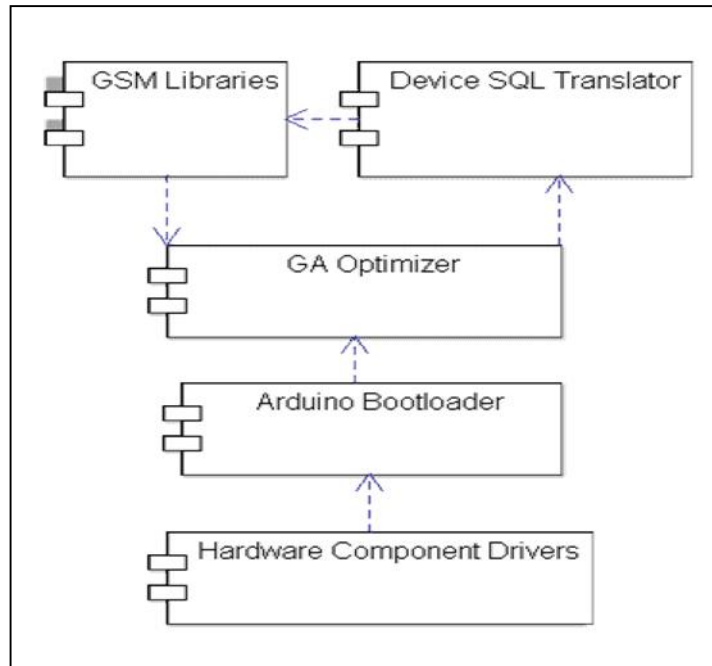 GSM Libraries
Device SQL Translator
GA Optimizer
Arduino Bootloader
Hardware Component Drivers